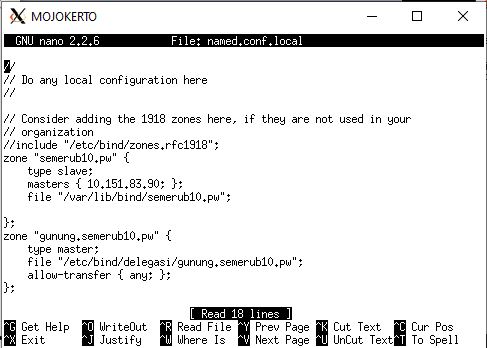 MOJOKERTO
GNU nano 2.2.6 File: named.conf.local
//
// Do any local configuration here
//
// Consider adding the 1918 zones here, if they are not used in your
// organization
//include "/etc/bind/zones.rfc1918";
zone "semerub10.pw" {
    type slave;
    masters { 10.151.83.90; };
    file "/var/lib/bind/semerub10.pw";
};
zone "gunung.semerub10.pw" {
    type master;
    file "/etc/bind/delegasi/gunung.semerub10.pw";
    allow-transfer { any; };
};
[ Read 18 lines ]
^G Get Help ^O WriteOut ^R Read File ^Y Prev Page ^K Cut Text ^C Cur Pos
^X Exit ^J Justify ^W Where Is ^V Next Page ^U UnCut Text ^T To Spell